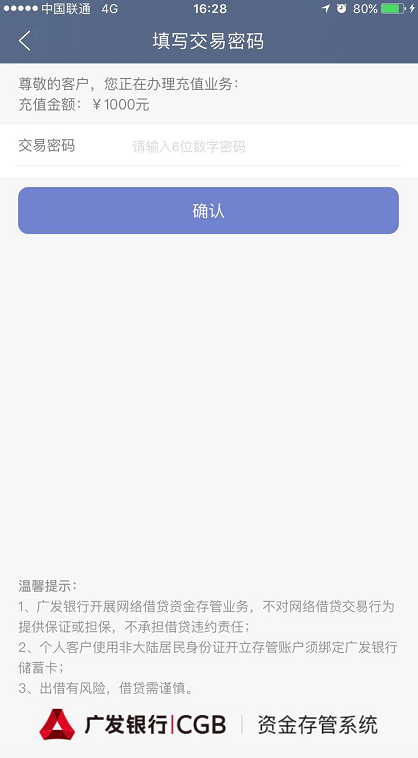 中国联通 4G 16:28 80%
填写交易密码
尊敬的客户，您正在办理充值业务：
充值金额：￥1000元
交易密码 请输入6位数字密码
确认
温馨提示：
1、广发银行开展网络借贷资金存管业务，不对网络借贷交易行为
提供保证或担保，不承担借贷违约责任；
2、个人客户使用非大陆居民身份证开立存管账户须绑定广发银行
储蓄卡；
3、出借有风险，借贷需谨慎。
广发银行|CGB | 资金存管系统